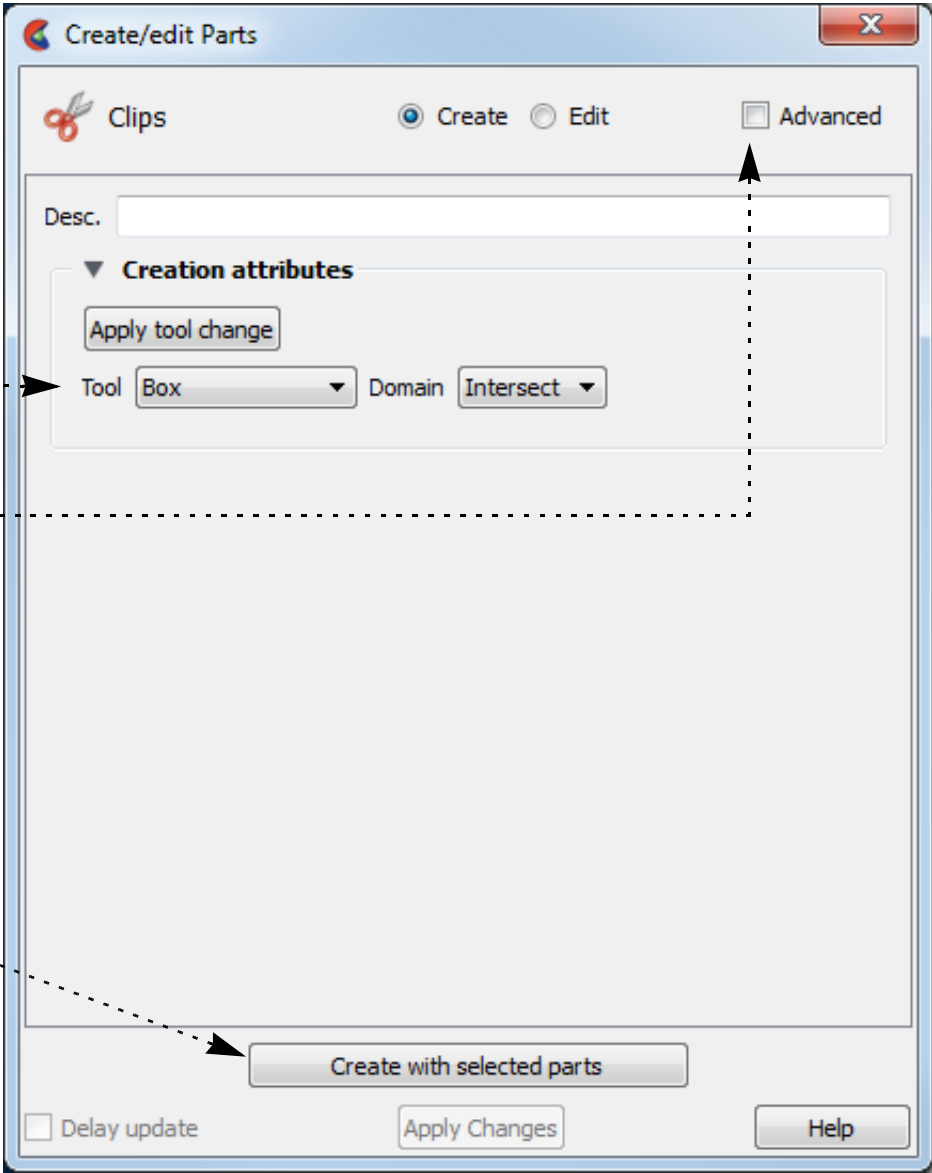 Create/edit Parts
Clips Create Edit Advanced
Desc.
Creation attributes
Apply tool change
Tool Box Domain Intersect
Create with selected parts
Delay update Apply Changes Help